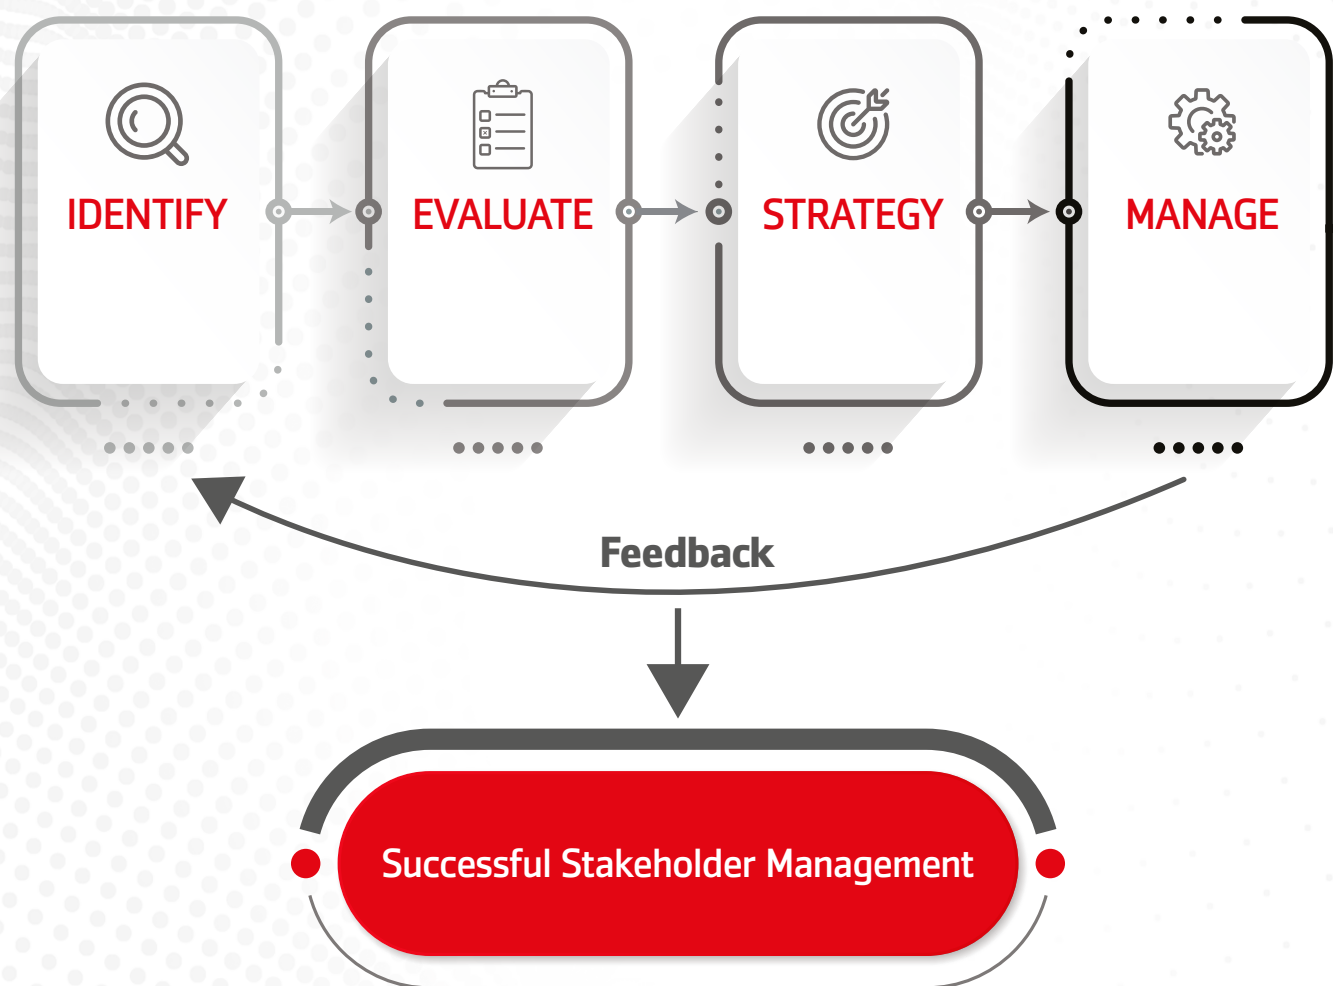 IDENTIFY
EVALUATE
STRATEGY
MANAGE
Feedback
Successful Stakeholder Management